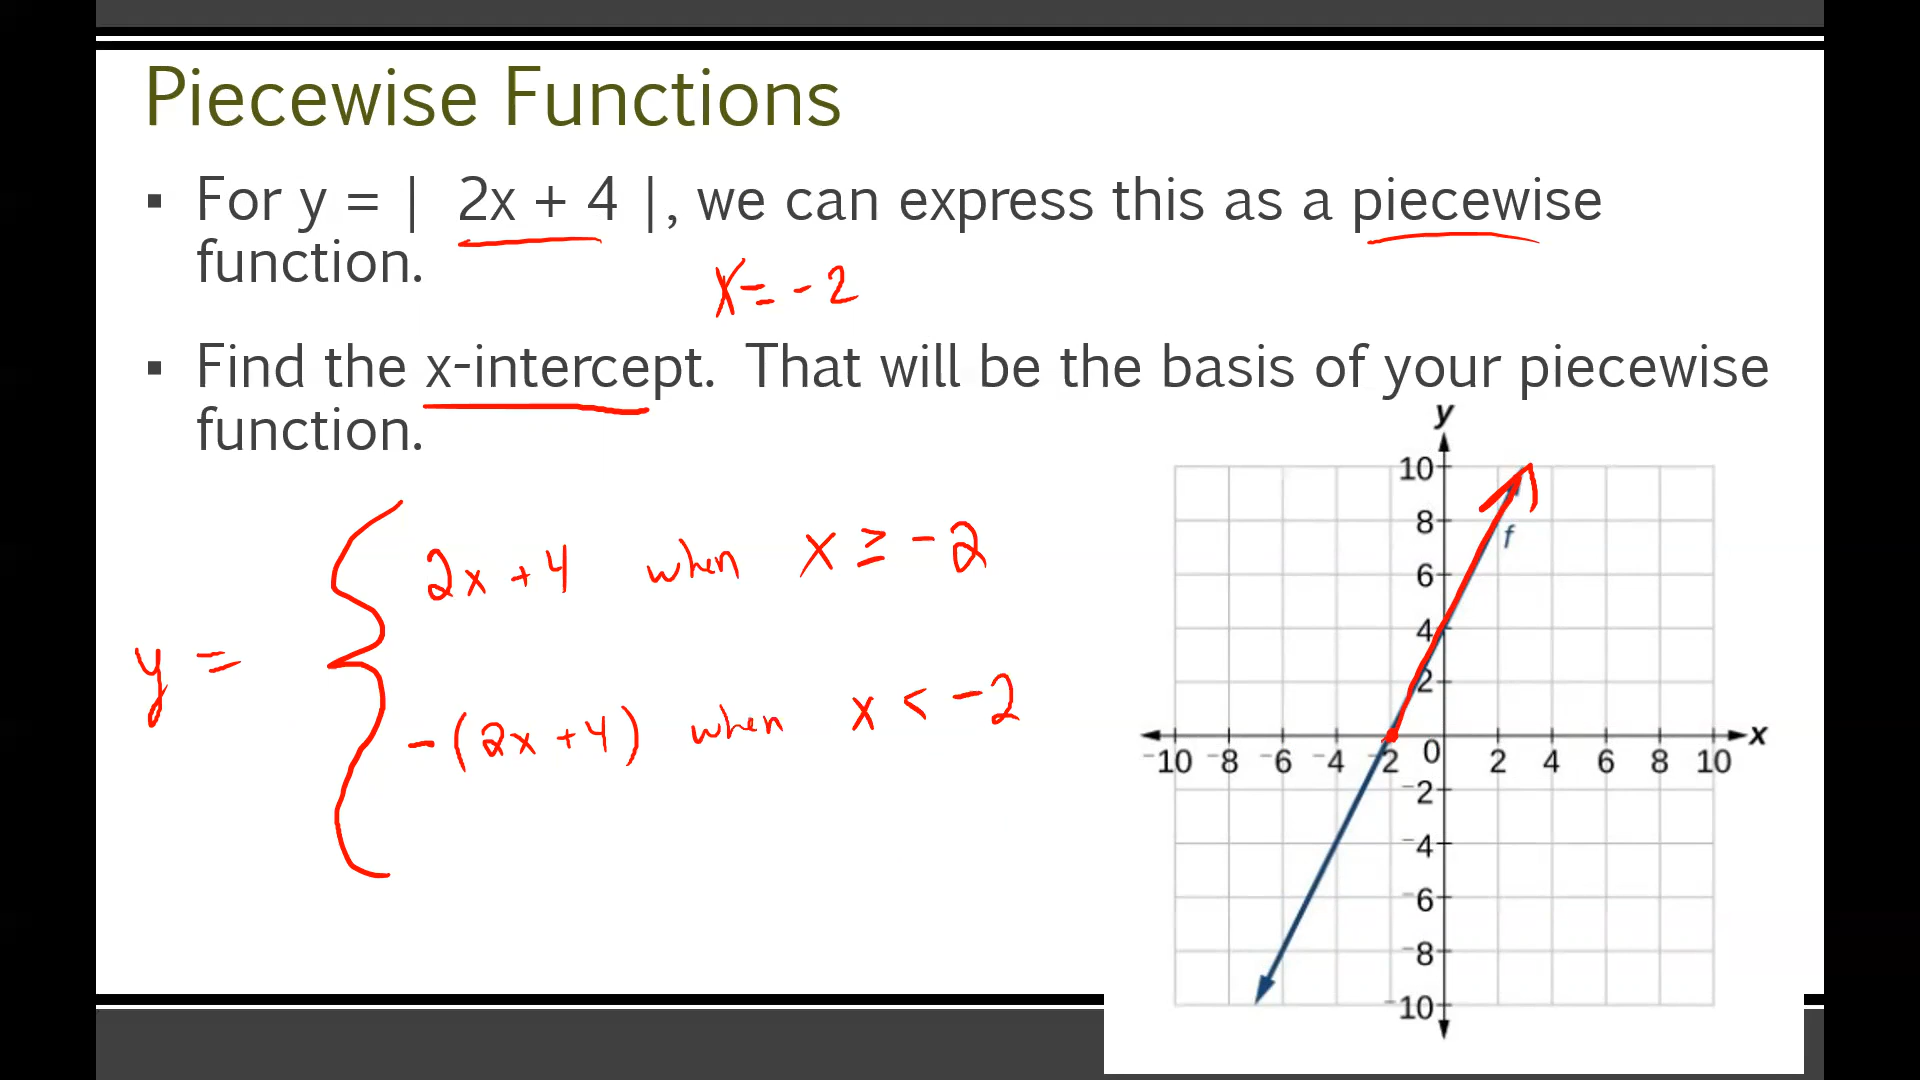 Piecewise Functions
▪ For y = | 2x + 4 |, we can express this as a piecewise
function.
x = -2
▪ Find the x-intercept. That will be the basis of your piecewise
function.
y = {
2x + 4 when x ≥ -2
-(2x + 4) when x < -2
y
10
8
f
6
4
2
-10 -8 -6 -4 -2 0 2 4 6 8 10 x
-2
-4
-6
-8
-10